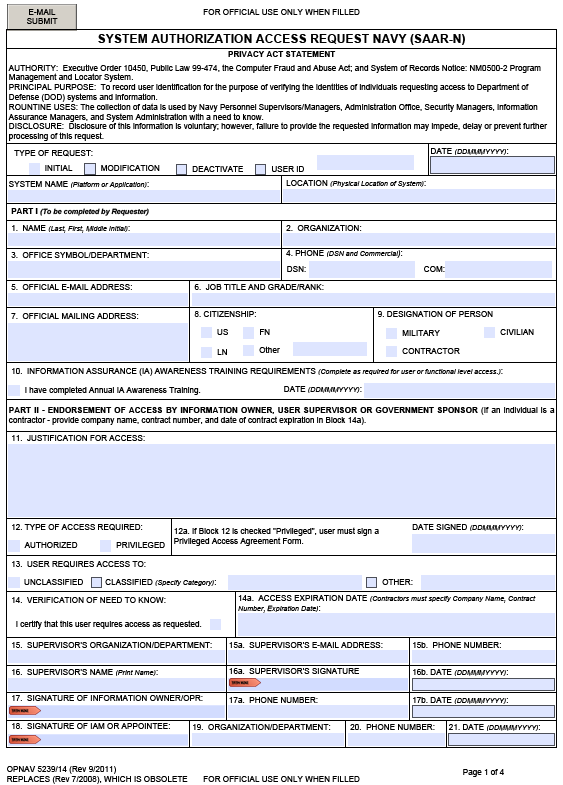 E-MAIL
SUBMIT
FOR OFFICIAL USE ONLY WHEN FILLED
SYSTEM AUTHORIZATION ACCESS REQUEST NAVY (SAAR-N)
PRIVACY ACT STATEMENT
AUTHORITY: Executive Order 10450, Public Law 99-474, the Computer Fraud and Abuse Act; and System of Records Notice: NM0500-2 Program
Management and Locator System.
PRINCIPAL PURPOSE: To record user identification for the purpose of verifying the identities of individuals requesting access to Department of
Defense (DOD) systems and information.
ROUNTINE USES: The collection of data is used by Navy Personnel Supervisors/Managers, Administration Office, Security Managers, Information
Assurance Managers, and System Administration with a need to know.
DISCLOSURE: Disclosure of this information is voluntary; however, failure to provide the requested information may impede, delay or prevent further
processing of this request.
TYPE OF REQUEST:
INITIAL MODIFICATION DEACTIVATE USER ID
DATE (DDMMMYYYY):
SYSTEM NAME (Platform or Application):
LOCATION (Physical Location of System):
PART I (To be completed by Requester)
1. NAME (Last, First, Middle Initial):
2. ORGANIZATION:
3. OFFICE SYMBOL/DEPARTMENT:
4. PHONE (DSN and Commercial):
DSN: COM:
5. OFFICIAL E-MAIL ADDRESS:
6. JOB TITLE AND GRADE/RANK:
7. OFFICIAL MAILING ADDRESS:
8. CITIZENSHIP:
US FN
LN Other
9. DESIGNATION OF PERSON
MILITARY CIVILIAN
CONTRACTOR
10. INFORMATION ASSURANCE (IA) AWARENESS TRAINING REQUIREMENTS (Complete as required for user or functional level access.):
I have completed Annual IA Awareness Training. DATE (DDMMMYYYY):
PART II - ENDORSEMENT OF ACCESS BY INFORMATION OWNER, USER SUPERVISOR OR GOVERNMENT SPONSOR (If an individual is a
contractor - provide company name, contract number, and date of contract expiration in Block 14a).
11. JUSTIFICATION FOR ACCESS:
12. TYPE OF ACCESS REQUIRED:
AUTHORIZED PRIVILEGED
12a. If Block 12 is checked "Privileged", user must sign a
Privileged Access Agreement Form.
DATE SIGNED (DDMMMYYYY):
13. USER REQUIRES ACCESS TO:
UNCLASSIFIED CLASSIFIED (Specify Category): OTHER:
14. VERIFICATION OF NEED TO KNOW:
I certify that this user requires access as requested.
14a. ACCESS EXPIRATION DATE (Contractors must specify Company Name, Contract
Number, Expiration Date):
15. SUPERVISOR'S ORGANIZATION/DEPARTMENT:
15a. SUPERVISOR'S E-MAIL ADDRESS:
15b. PHONE NUMBER:
16. SUPERVISOR'S NAME (Print Name):
16a. SUPERVISOR'S SIGNATURE
16b. DATE (DDMMMYYYY):
17. SIGNATURE OF INFORMATION OWNER/OPR:
17a. PHONE NUMBER:
17b. DATE (DDMMMYYYY):
18. SIGNATURE OF IAM OR APPOINTEE:
19. ORGANIZATION/DEPARTMENT:
20. PHONE NUMBER:
21. DATE (DDMMMYYYY):
OPNAV 5239/14 (Rev 9/2011)
REPLACES (Rev 7/2008), WHICH IS OBSOLETE
FOR OFFICIAL USE ONLY WHEN FILLED
Page 1 of 4